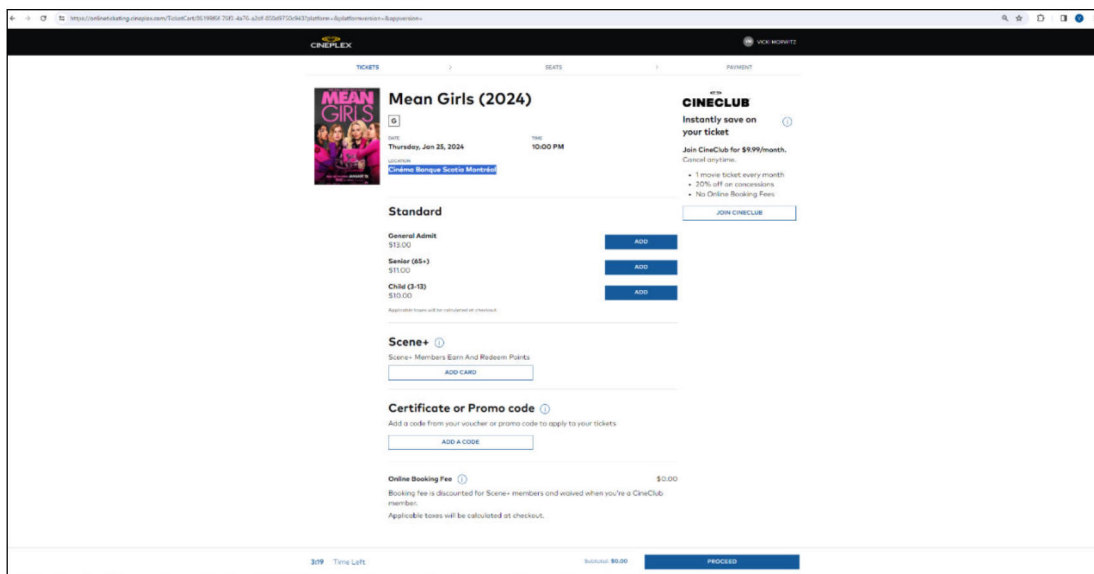 CINEPLEX
VICKI HORWITZ
TICKETS > SEATS > PAYMENT
MEAN GIRLS
Mean Girls (2024)
G
DATE TIME
Thursday, Jan 25, 2024 10:00 PM
LOCATION
Cinéma Banque Scotia Montréal
CINECLUB
Instantly save on
your ticket
Join CineClub for $9.99/month.
Cancel anytime.
• 1 movie ticket every month
• 20% off on concessions
• No Online Booking Fees
JOIN CINECLUB
Standard
General Admit
$13.00
ADD
Senior (65+)
$11.00
ADD
Child (3-13)
$10.00
ADD
Applicable taxes will be calculated at checkout.
Scene+
Scene+ Members Earn And Redeem Points
ADD CARD
Certificate or Promo code
Add a code from your voucher or promo code to apply to your tickets
ADD A CODE
Online Booking Fee $0.00
Booking fee is discounted for Scene+ members and waived when you're a CineClub
member.
Applicable taxes will be calculated at checkout.
3:19 Time Left
Subtotal: $0.00
PROCEED